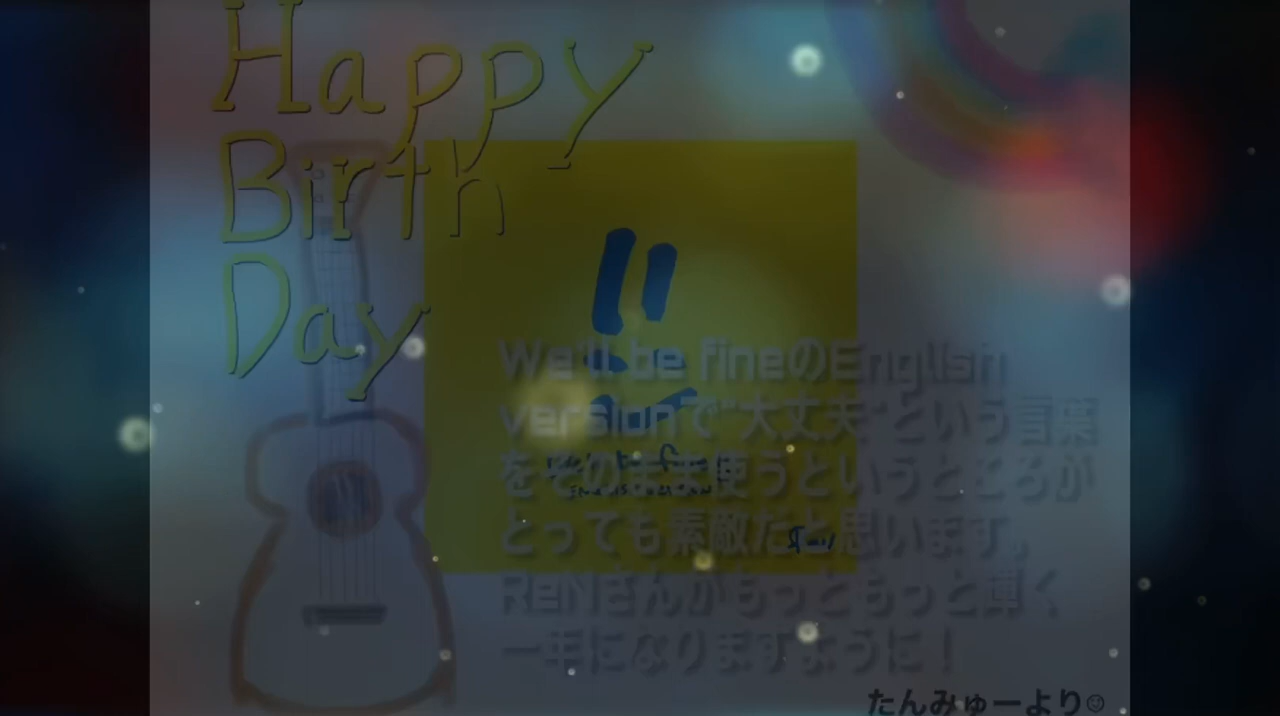 Happy
Birth
Day
We'll be fineのEnglish
versionで"大丈夫"という言葉
をそのまま使うというところが
とっても素敵だと思います。
ReNさんがもっともっと輝く
一年になりますように！
たんみゅーより☺